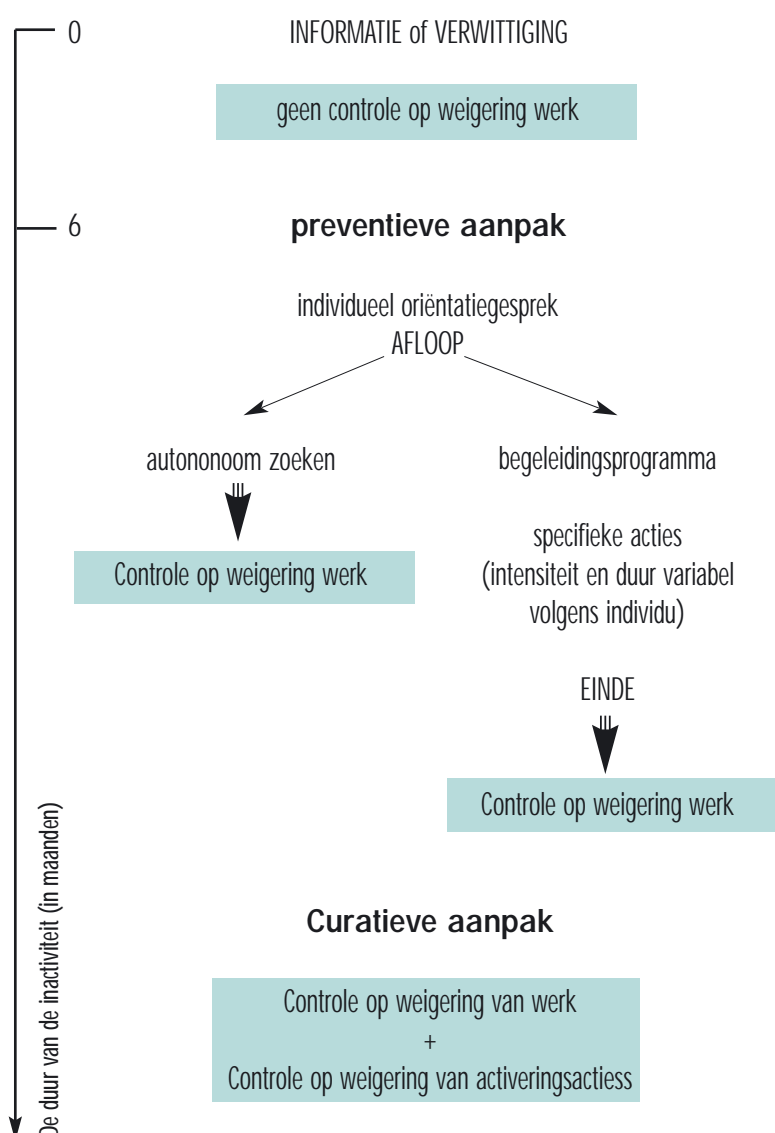 0
INFORMATIE of VERWITTIGING
geen controle op weigering werk
6
preventieve aanpak
individueel oriëntatiegesprek
AFLOOP
autononoom zoeken
begeleidingsprogramma
Controle op weigering werk
specifieke acties
(intensiteit en duur variabel
volgens individu)
EINDE
Controle op weigering werk
De duur van de inactiviteit (in maanden)
Curatieve aanpak
Controle op weigering van werk
+
Controle op weigering van activeringsactiess